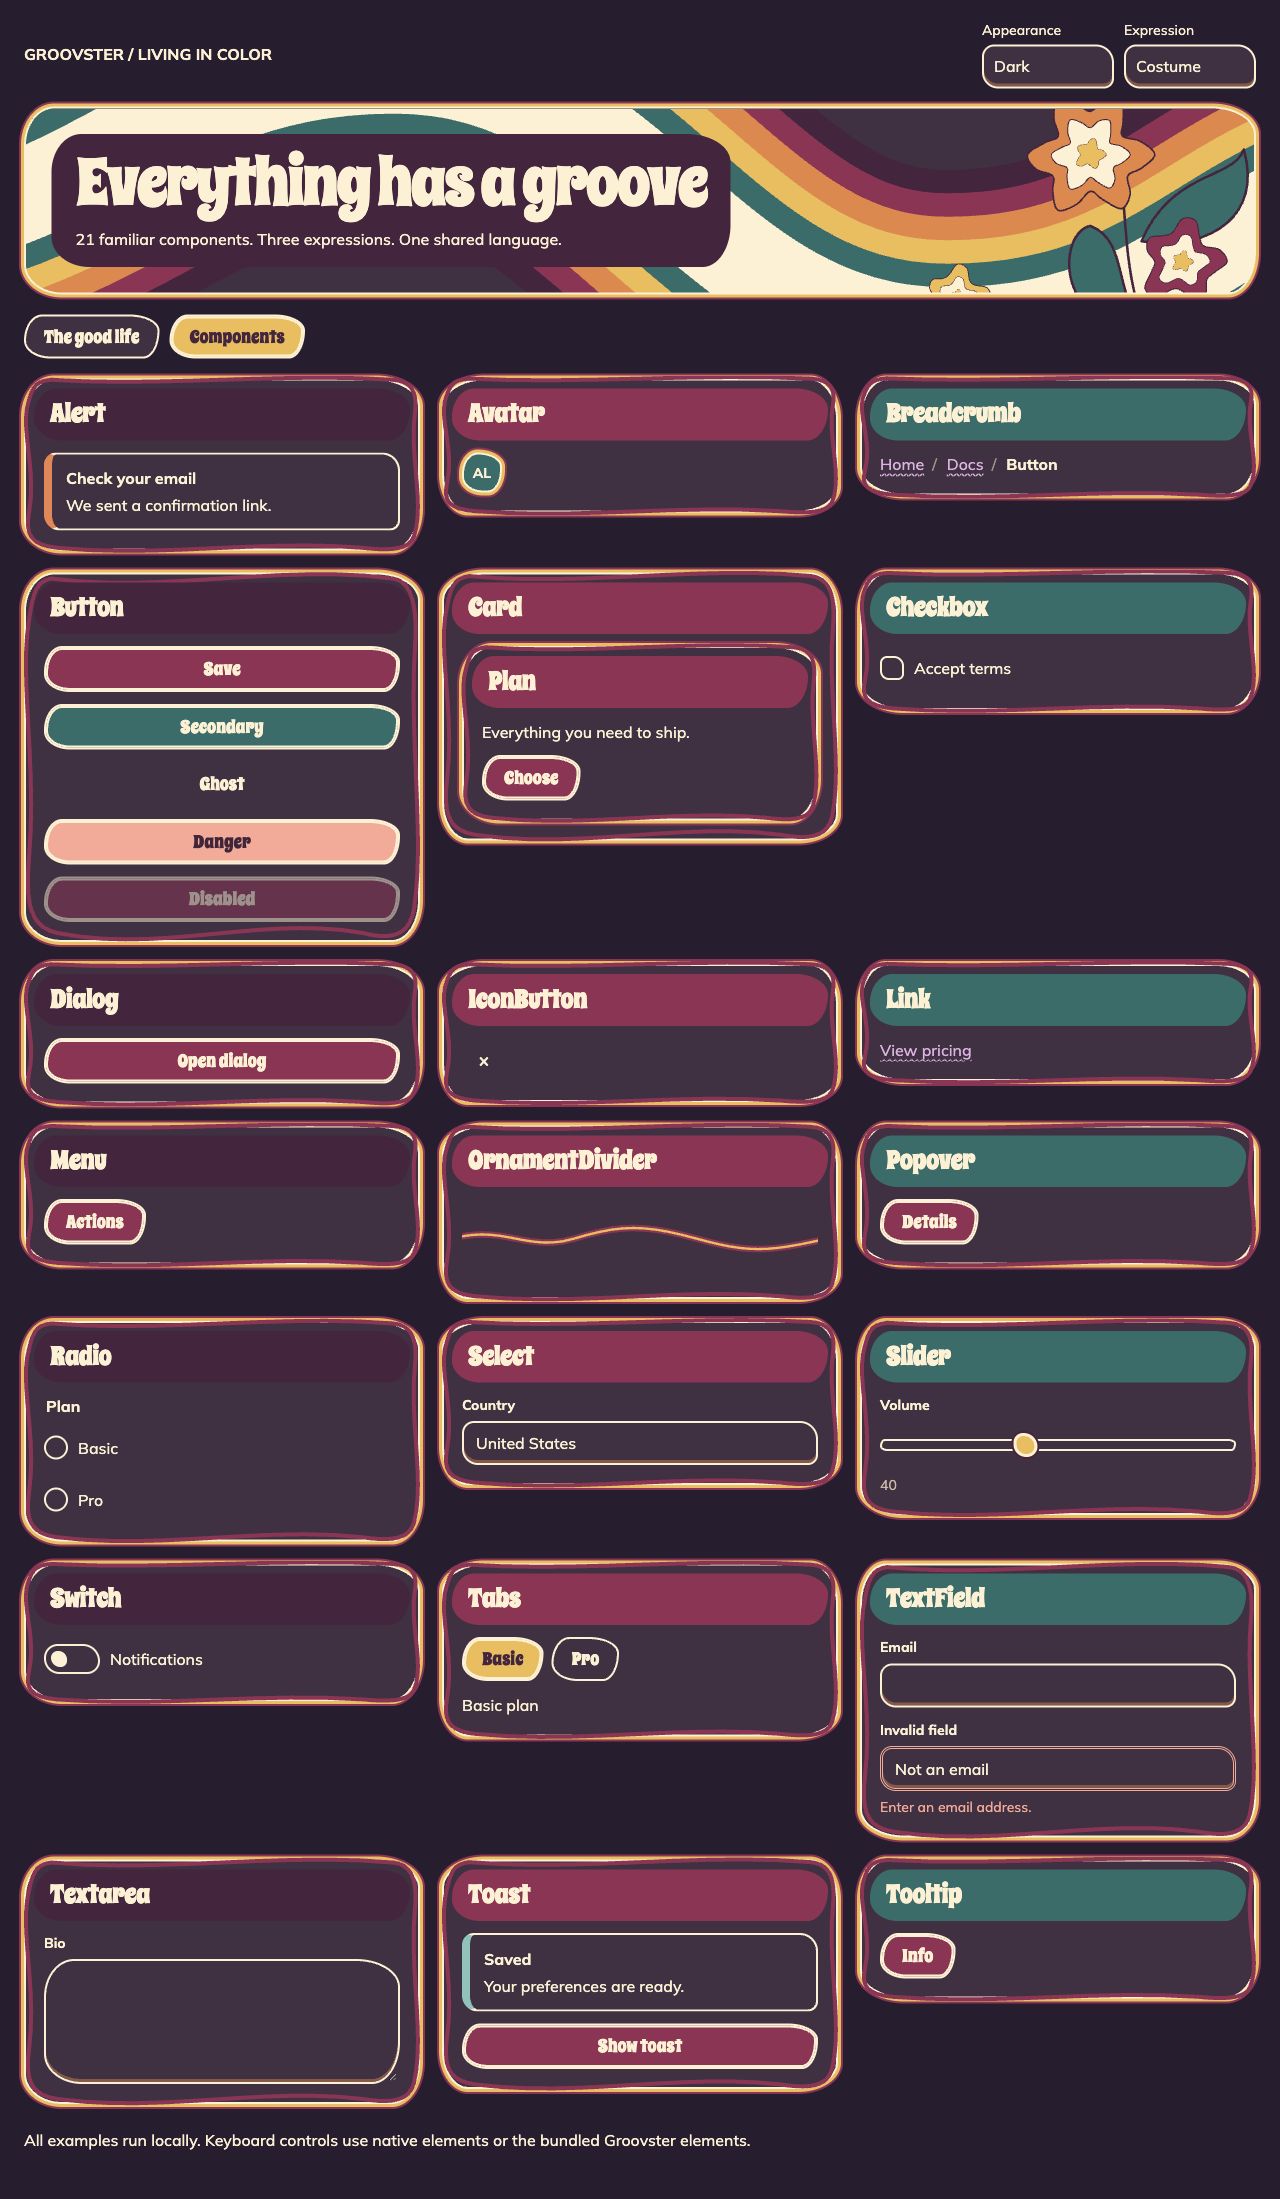 GROOVSTER / LIVING IN COLOR
Appearance
Expression
Dark
Costume
Everything has a groove
21 familiar components. Three expressions. One shared language.
The good life
Components
Alert
Check your email
We sent a confirmation link.
Avatar
AL
Breadcrumb
Home / Docs / Button
Button
Save
Secondary
Ghost
Danger
Disabled
Card
Plan
Everything you need to ship.
Choose
Checkbox
Accept terms
Dialog
Open dialog
IconButton
×
Link
View pricing
Menu
Actions
OrnamentDivider
Popover
Details
Radio
Plan
Basic
Pro
Select
Country
United States
Slider
Volume
40
Switch
Notifications
Tabs
Basic
Pro
Basic plan
TextField
Email
Invalid field
Not an email
Enter an email address.
Textarea
Bio
Toast
Saved
Your preferences are ready.
Show toast
Tooltip
Info
All examples run locally. Keyboard controls use native elements or the bundled Groovster elements.